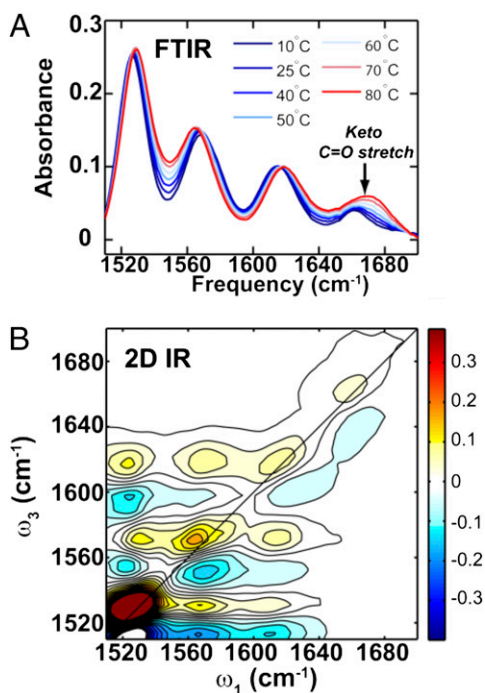 A
FTIR
0.3
0.2
0.1
0
Absorbance
10°C
25°C
40°C
50°C
60°C
70°C
80°C
Keto
C=O stretch
1520 1560 1600 1640 1680
Frequency (cm-1)
B
2D IR
1680
1640
1600
1560
1520
ω3 (cm-1)
1520 1560 1600 1640 1680
ω1 (cm-1)
0.3
0.2
0.1
0
-0.1
-0.2
-0.3